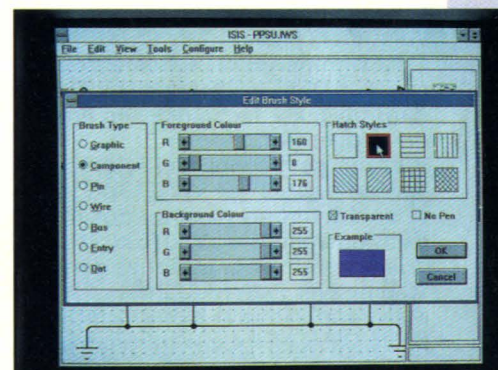 ISIS - PPSU.IWS
File Edit View Tools Configure Help
Edit Brush Style
Brush Type
Graphic
Component
Pin
Wire
Bus
Entry
Dot
Foreground Colour
R 160
G 0
B 176
Background Colour
R 255
G 255
B 255
Hatch Styles
Transparent No Pen
Example
OK
Cancel